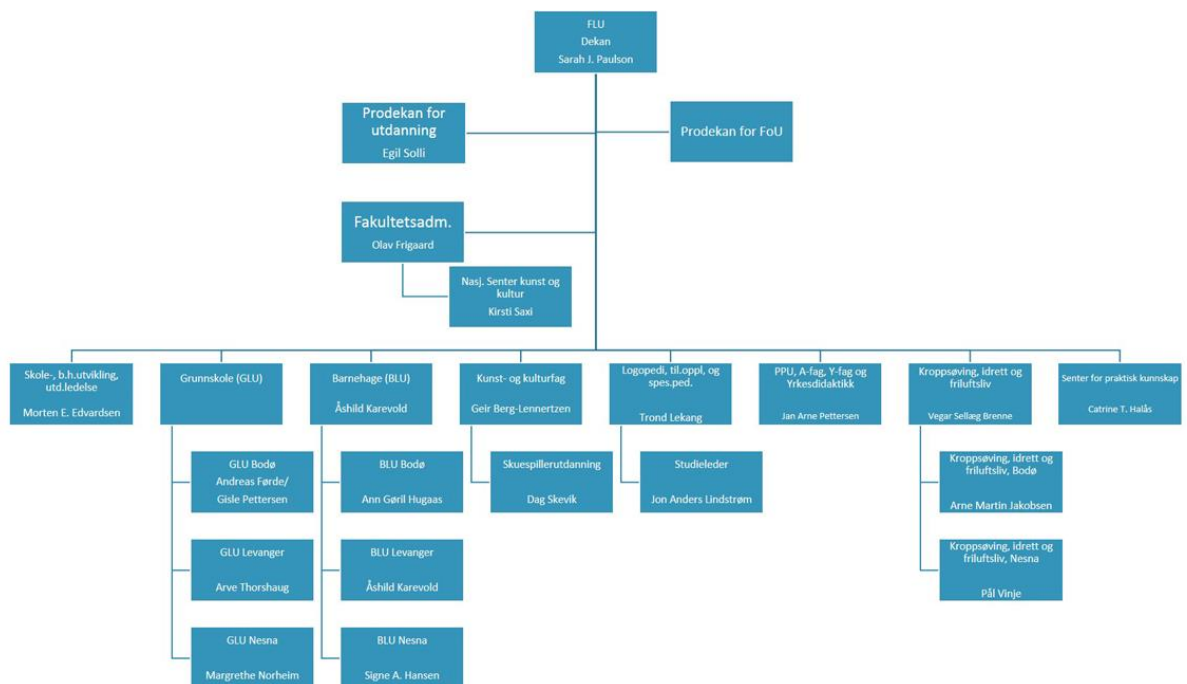 FLU
Dekan
Sarah J. Paulson
Prodekan for
utdanning
Egil Solli
Prodekan for FoU
Fakultetsadm.
Olav Frigaard
Nasj. Senter kunst og
kultur
Kirsti Saxi
Skole-, b.h.utvikling,
utd.ledelse
Morten E. Edvardsen
Grunnskole (GLU)
Barnehage (BLU)
Åshild Karevold
Kunst- og kulturfag
Geir Berg-Lennertzen
Logopedi, til.oppl, og
spes.ped.
Trond Lekang
PPU, A-fag, Y-fag og
Yrkesdidaktikk
Jan Arne Pettersen
Kroppsøving, idrett og
friluftsliv
Vegar Sellæg Brenne
Senter for praktisk kunnskap
Catrine T. Halås
GLU Bodø
Andreas Førde/
Gisle Pettersen
BLU Bodø
Ann Gøril Hugaas
Skuespillerutdanning
Dag Skevik
Studieleder
Jon Anders Lindstrøm
Kroppsøving, idrett og
friluftsliv, Bodø
Arne Martin Jakobsen
GLU Levanger
Arve Thorshaug
BLU Levanger
Åshild Karevold
Kroppsøving, idrett og
friluftsliv, Nesna
Pål Vinje
GLU Nesna
Margrethe Norheim
BLU Nesna
Signe A. Hansen